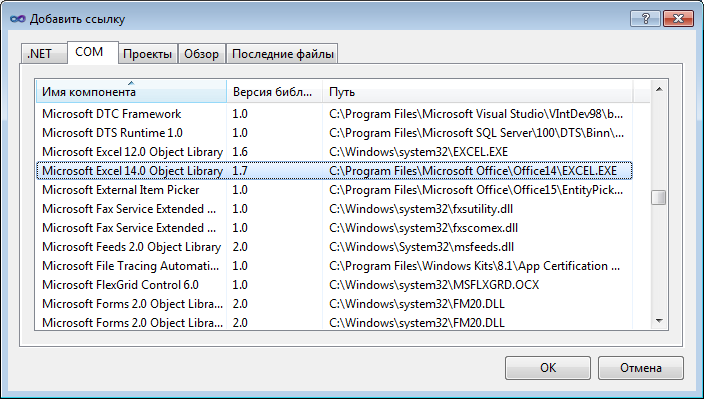 Добавить ссылку
.NET COM Проекты Обзор Последние файлы
Имя компонента Версия библ... Путь
Microsoft DTC Framework 1.0 C:\Program Files\Microsoft Visual Studio\VIntDev98\b...
Microsoft DTS Runtime 1.0 1.0 C:\Program Files\Microsoft SQL Server\100\DTS\Binn\...
Microsoft Excel 12.0 Object Library 1.6 C:\Windows\system32\EXCEL.EXE
Microsoft Excel 14.0 Object Library 1.7 C:\Program Files\Microsoft Office\Office14\EXCEL.EXE
Microsoft External Item Picker 1.0 C:\Program Files\Microsoft Office\Office15\EntityPick...
Microsoft Fax Service Extended ... 1.0 C:\Windows\system32\fxsutility.dll
Microsoft Fax Service Extended ... 1.0 C:\Windows\system32\fxscomex.dll
Microsoft Feeds 2.0 Object Library 2.0 C:\Windows\System32\msfeeds.dll
Microsoft File Tracing Automati... 1.0 C:\Program Files\Windows Kits\8.1\App Certification ...
Microsoft FlexGrid Control 6.0 1.0 C:\Windows\system32\MSFLXGRD.OCX
Microsoft Forms 2.0 Object Libra... 2.0 C:\Windows\system32\FM20.DLL
Microsoft Forms 2.0 Object Libra... 2.0 C:\Windows\system32\FM20.DLL
OK Отмена